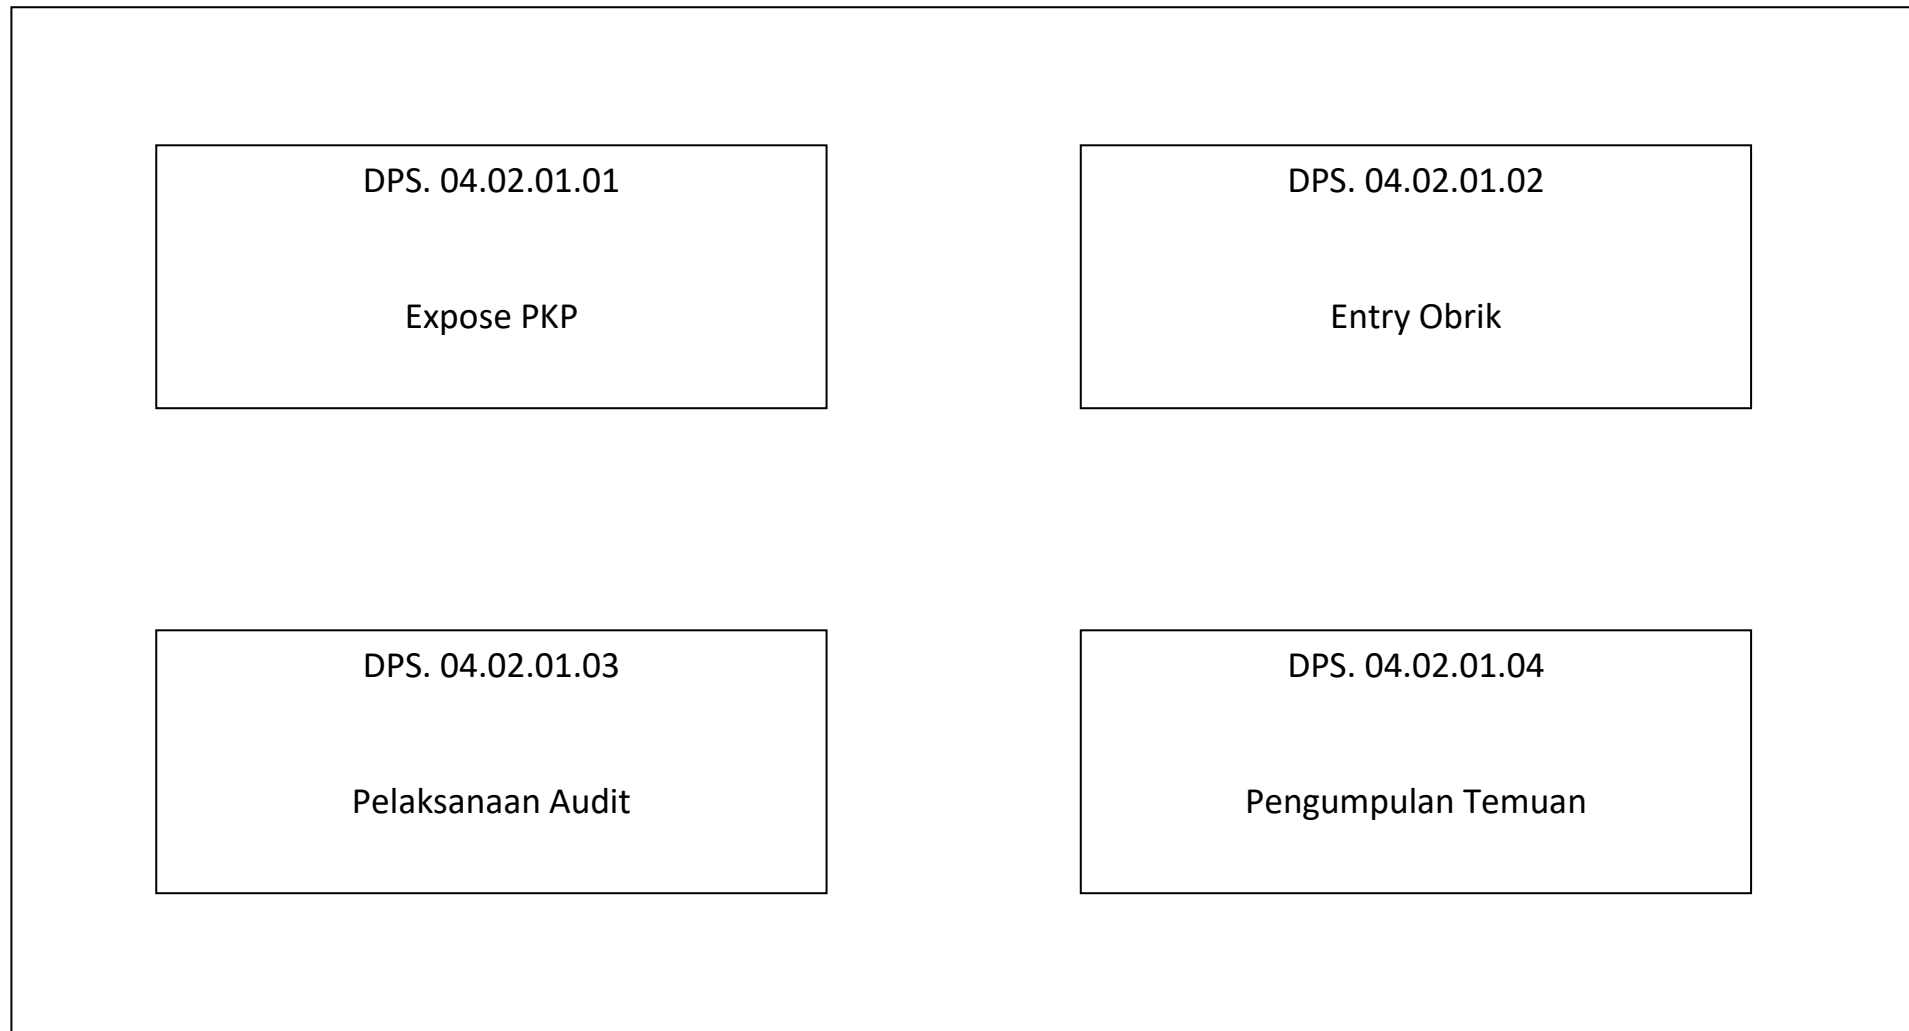 DPS. 04.02.01.01
Expose PKP
DPS. 04.02.01.02
Entry Obrik
DPS. 04.02.01.03
Pelaksanaan Audit
DPS. 04.02.01.04
Pengumpulan Temuan